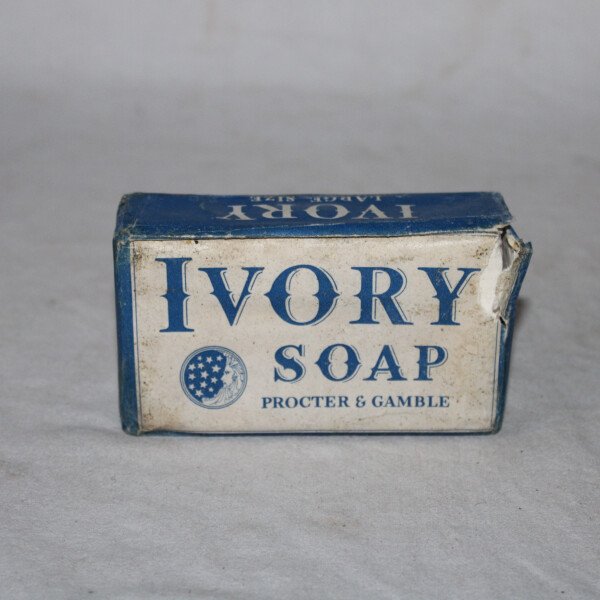 IVORY
LARGE SIZE
IVORY
SOAP
PROCTER & GAMBLE